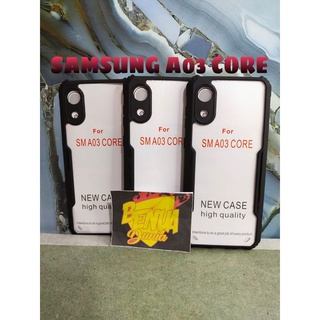 SAMSUNG A03 CORE
For
SM A03 CORE
NEW CASE
high quality
For
SM A03 CORE
For
SM A03 CORE
NEW CASE
high quality
BENUA